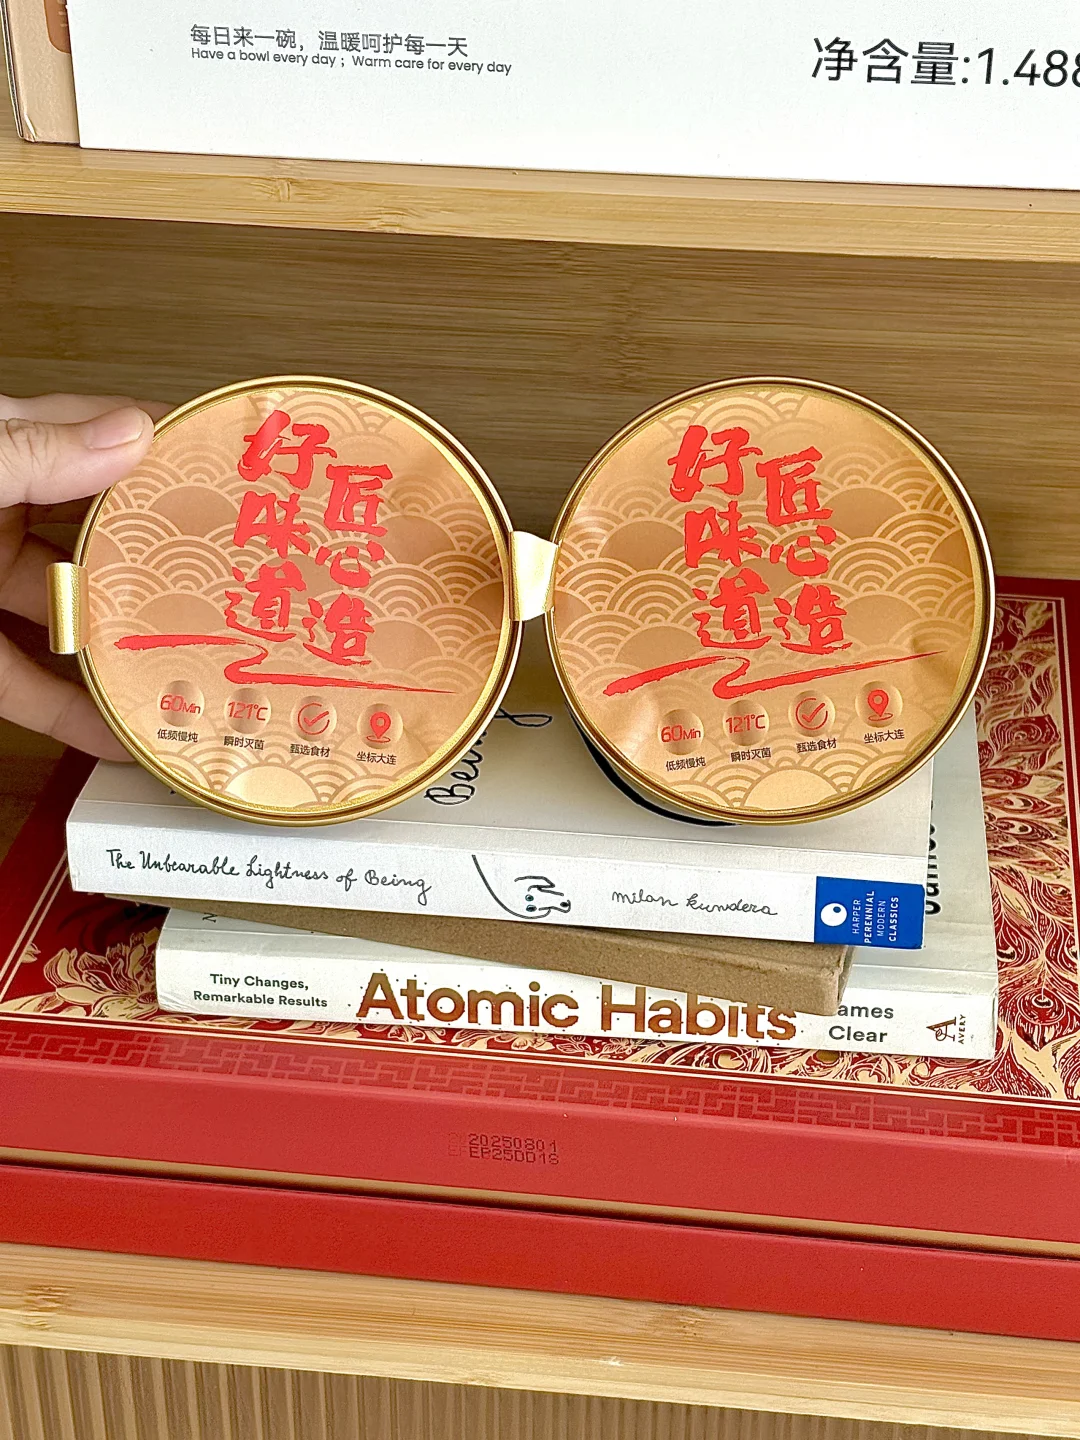 每日来一碗，温暖呵护每一天
Have a bowl every day ; Warm care for every day
净含量:1.488
好味道
匠心造
60Min
低频慢炖
121℃
瞬时灭菌
甄选食材
坐标大连
好味道
匠心造
60Min
低频慢炖
121℃
瞬时灭菌
甄选食材
坐标大连
Being
The Unbearable Lightness of Being
milan kundera
HARPER
PERENNIAL
MODERN
CLASSICS
Tiny Changes,
Remarkable Results
Atomic Habits
ames
Clear
AVERY
20250801